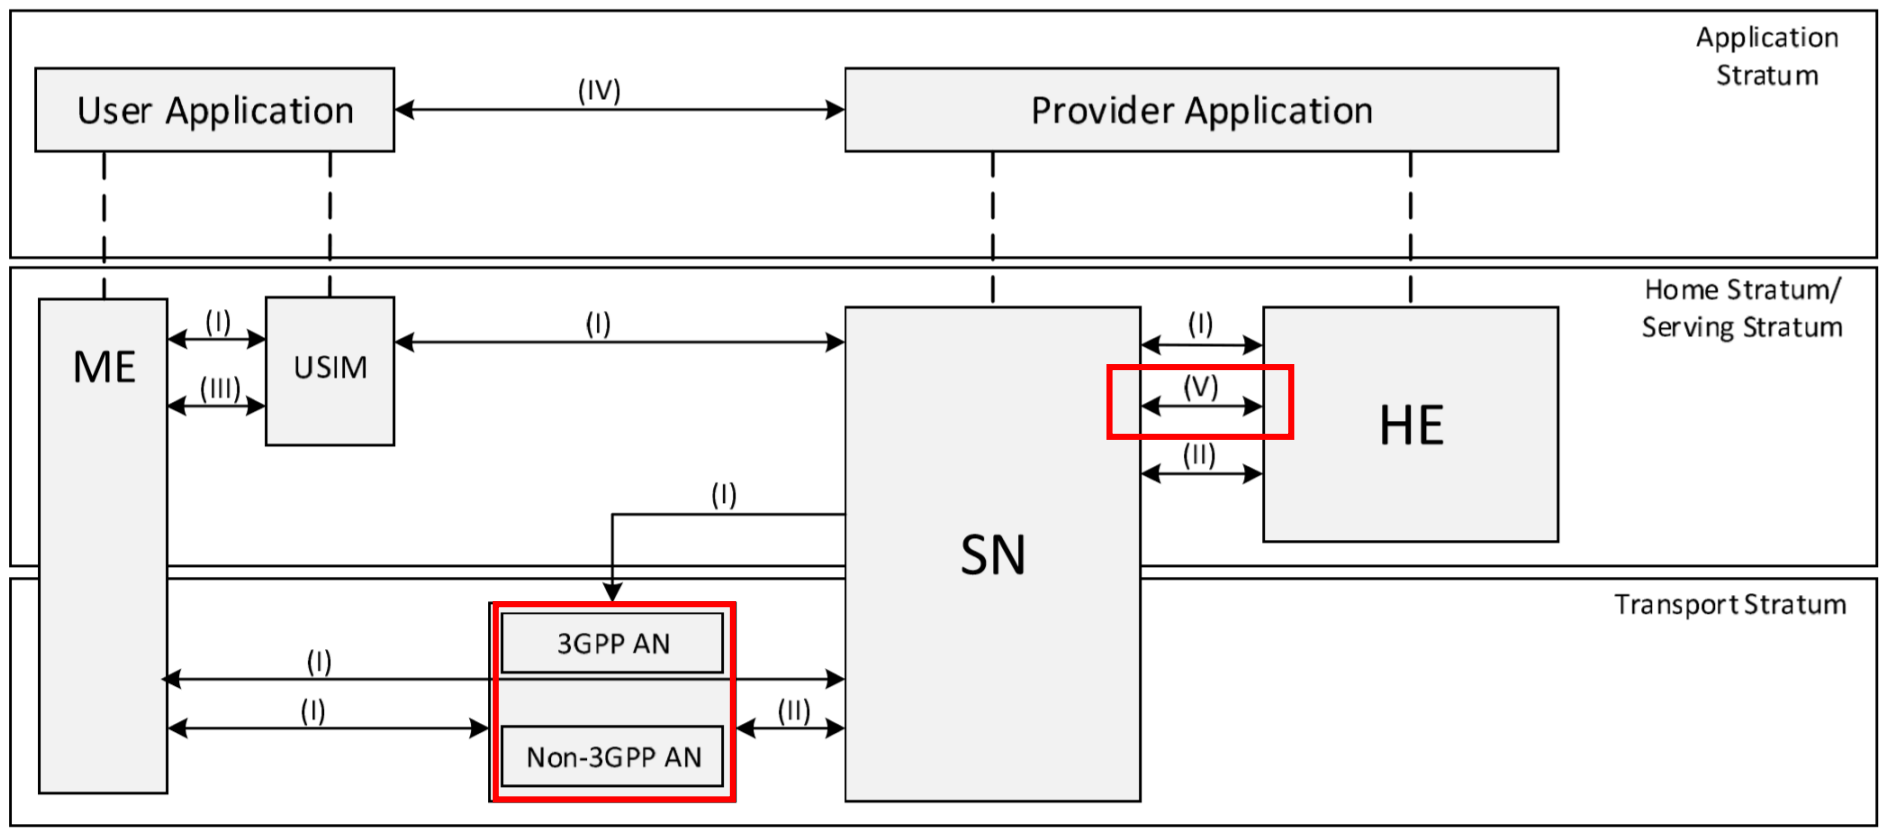 Application
Stratum
User Application
(IV)
Provider Application
Home Stratum/
Serving Stratum
ME
(I)
(III)
USIM
(I)
SN
(I)
(V)
(II)
HE
(I)
Transport Stratum
3GPP AN
(I)
(I)
(II)
Non-3GPP AN